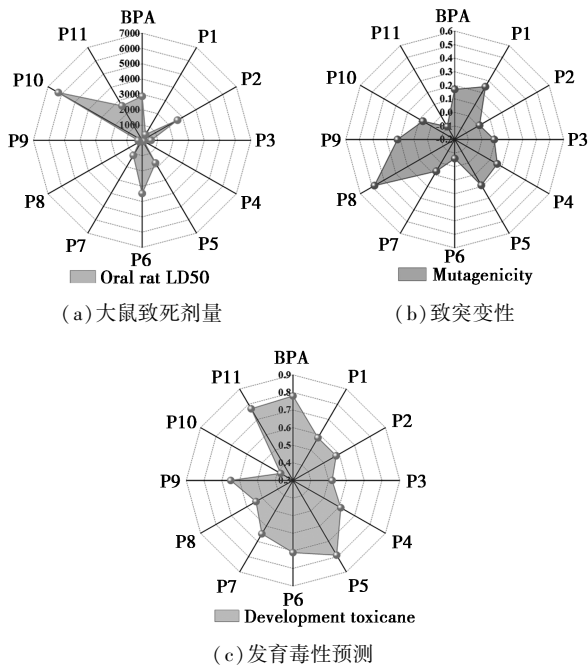 BPA
P1
P2
P3
P4
P5
P6
P7
P8
P9
P10
P11
7000
6000
5000
4000
3000
2000
1000
Oral rat LD50
(a)大鼠致死剂量
BPA
P1
P2
P3
P4
P5
P6
P7
P8
P9
P10
P11
0.6
0.5
0.4
0.3
0.2
0.1
0.0
-0.1
-0.2
Mutagenicity
(b)致突变性
BPA
P1
P2
P3
P4
P5
P6
P7
P8
P9
P10
P11
0.9
0.8
0.7
0.6
0.5
0.4
0.3
Development toxicane
(c)发育毒性预测